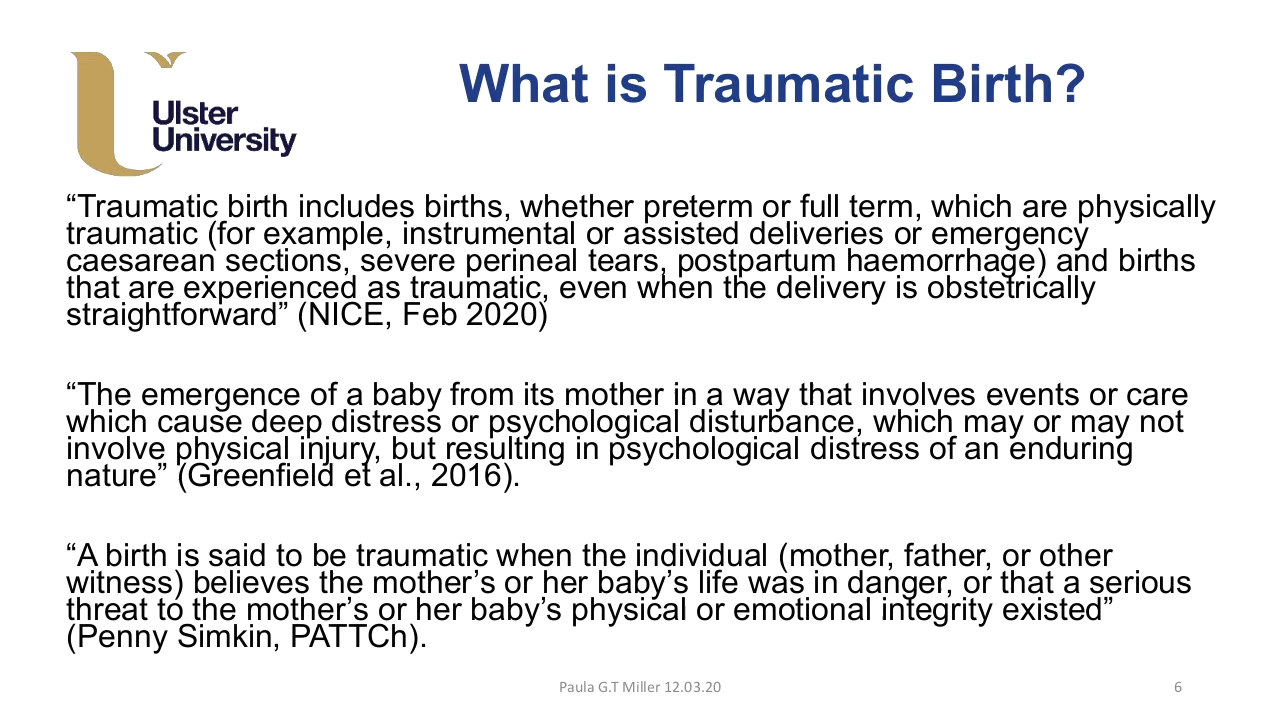 What is Traumatic Birth?
Ulster
University
“Traumatic birth includes births, whether preterm or full term, which are physically
traumatic (for example, instrumental or assisted deliveries or emergency
caesarean sections, severe perineal tears, postpartum haemorrhage) and births
that are experienced as traumatic, even when the delivery is obstetrically
straightforward” (NICE, Feb 2020)
“The emergence of a baby from its mother in a way that involves events or care
which cause deep distress or psychological disturbance, which may or may not
involve physical injury, but resulting in psychological distress of an enduring
nature” (Greenfield et al., 2016).
“A birth is said to be traumatic when the individual (mother, father, or other
witness) believes the mother’s or her baby’s life was in danger, or that a serious
threat to the mother’s or her baby’s physical or emotional integrity existed”
(Penny Simkin, PATTCh).
Paula G.T Miller 12.03.20
6